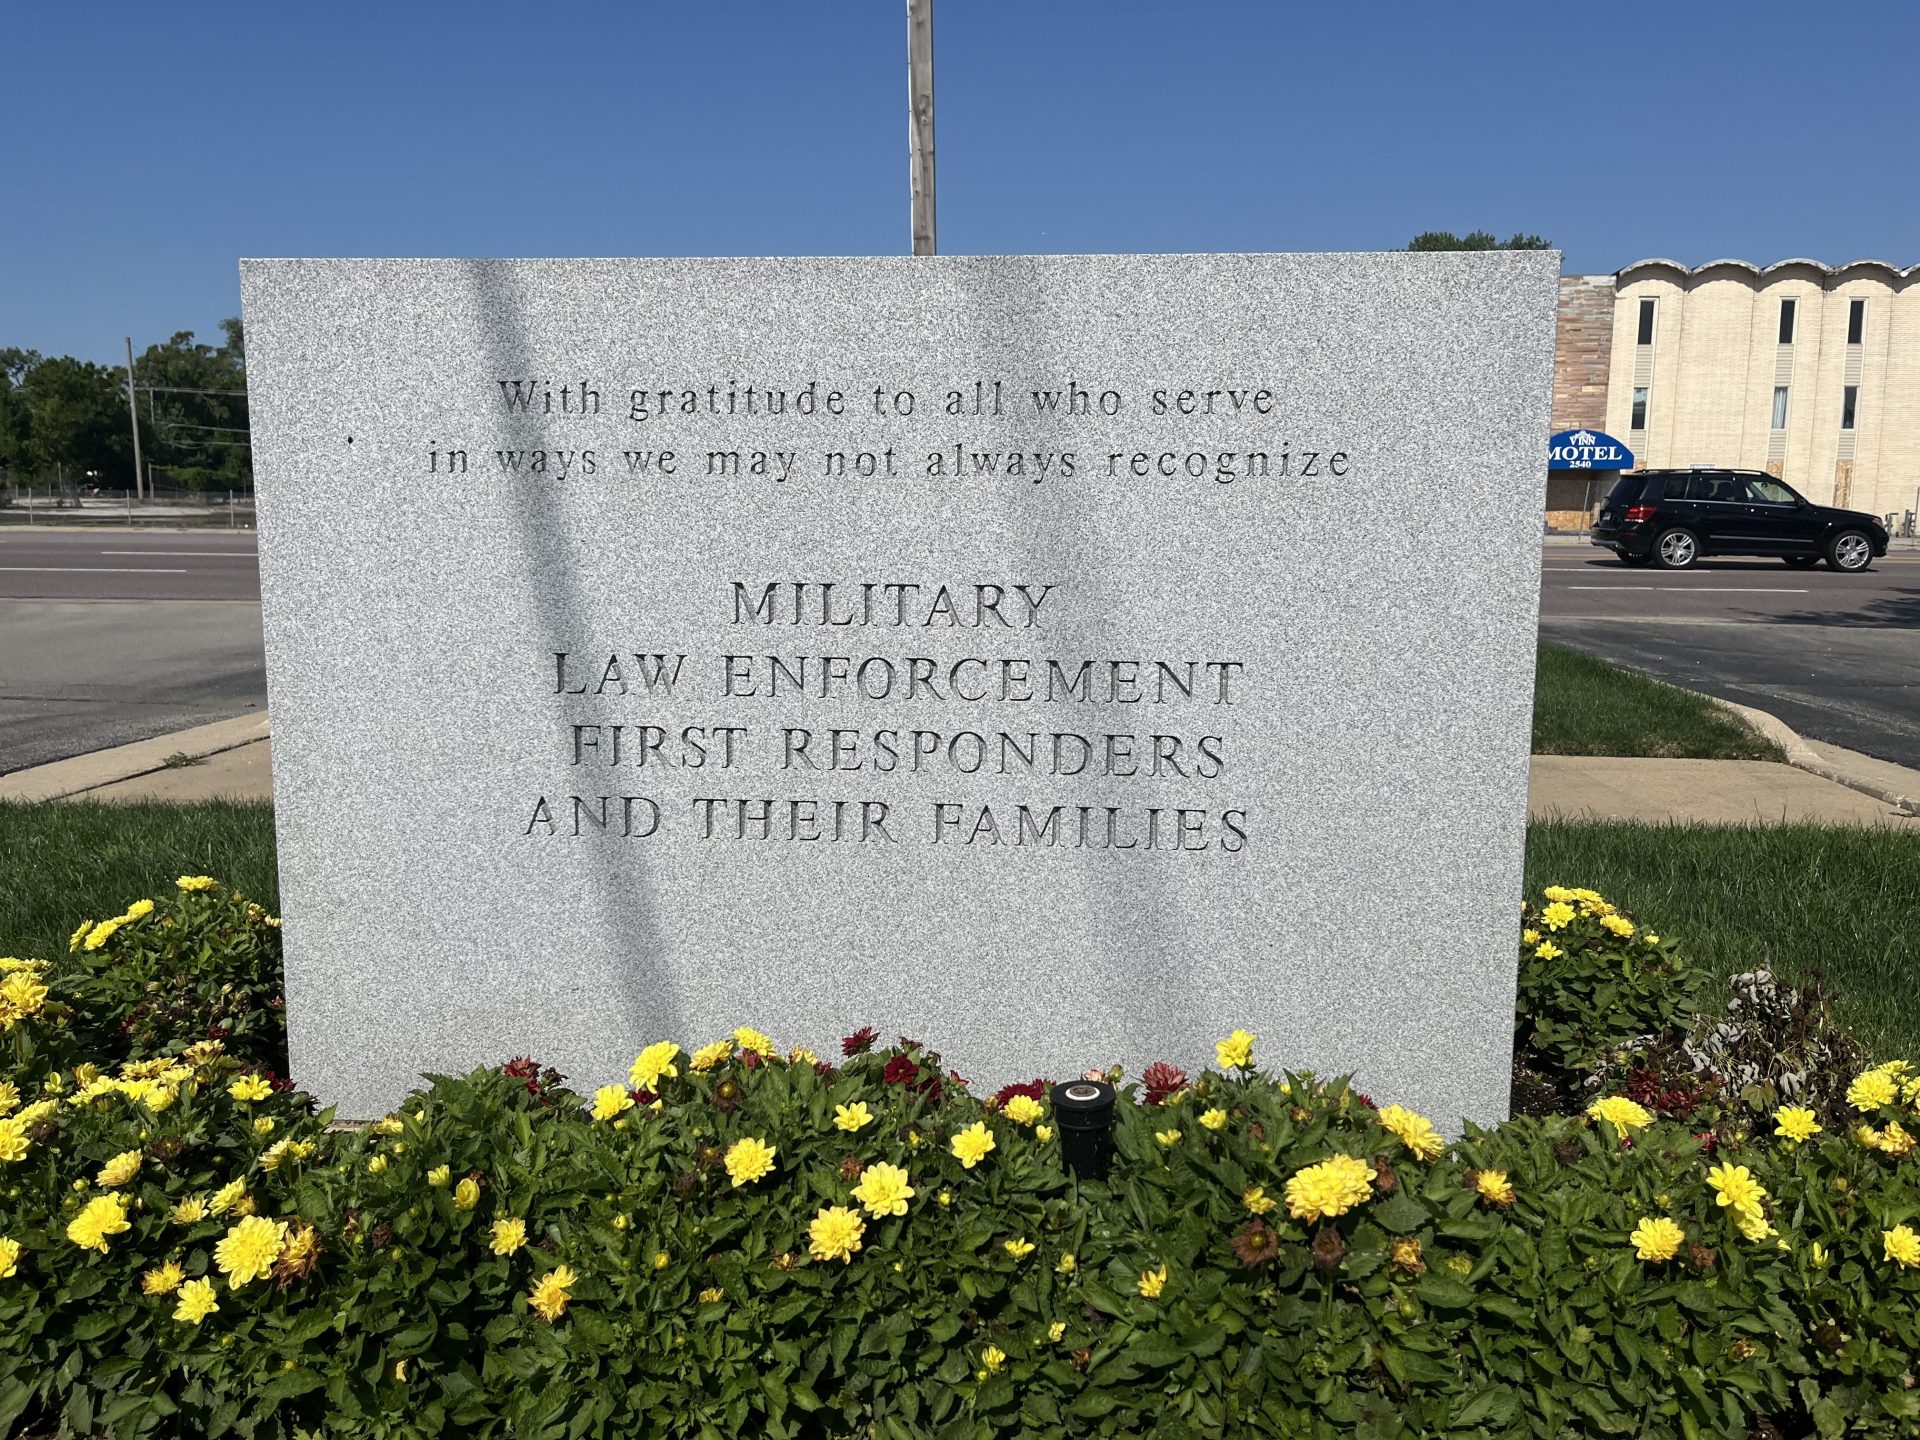 With gratitude to all who serve
in ways we may not always recognize
MILITARY
LAW ENFORCEMENT
FIRST RESPONDERS
AND THEIR FAMILIES
INN
MOTEL
2540